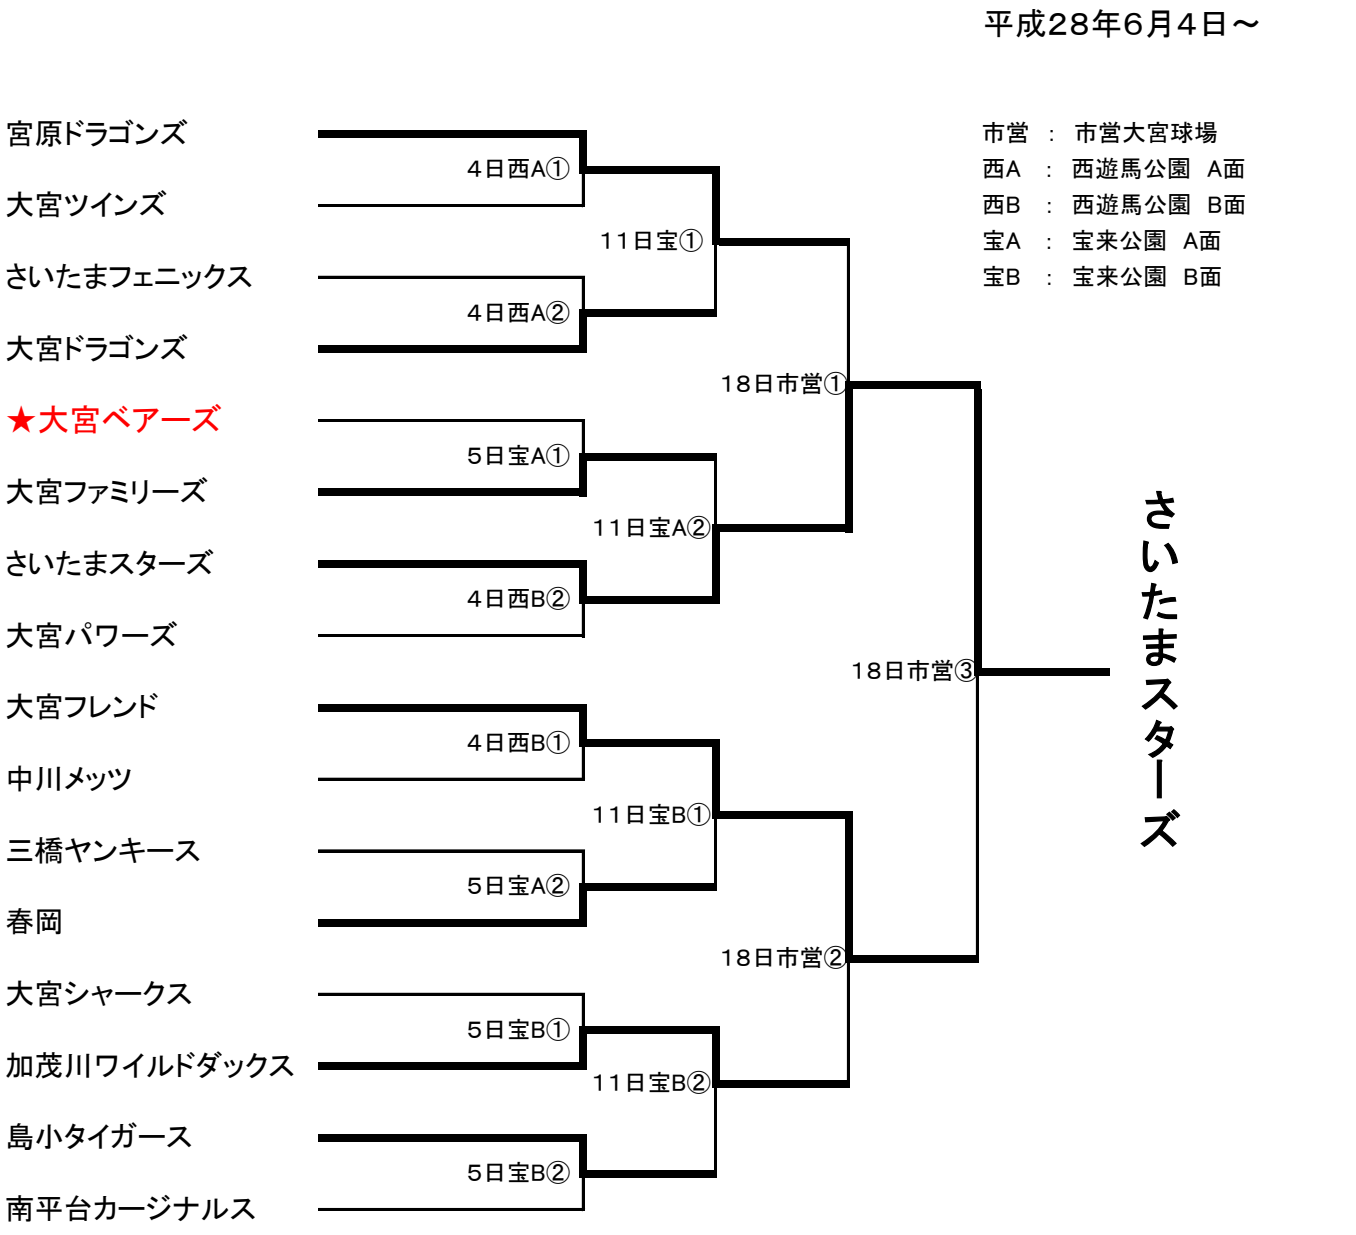 平成28年6月4日～
宮原ドラゴンズ
大宮ツインズ
さいたまフェニックス
大宮ドラゴンズ
★大宮ベアーズ
大宮ファミリーズ
さいたまスターズ
大宮パワーズ
大宮フレンド
中川メッツ
三橋ヤンキース
春岡
大宮シャークス
加茂川ワイルドダックス
島小タイガース
南平台カージナルス
4日西A①
4日西A②
5日宝A①
4日西B②
4日西B①
5日宝A②
5日宝B①
5日宝B②
11日宝①
11日宝A②
11日宝B①
11日宝B②
18日市営①
18日市営②
18日市営③
市営 ： 市営大宮球場
西A ： 西遊馬公園 A面
西B ： 西遊馬公園 B面
宝A ： 宝来公園 A面
宝B ： 宝来公園 B面
さいたまスターズ